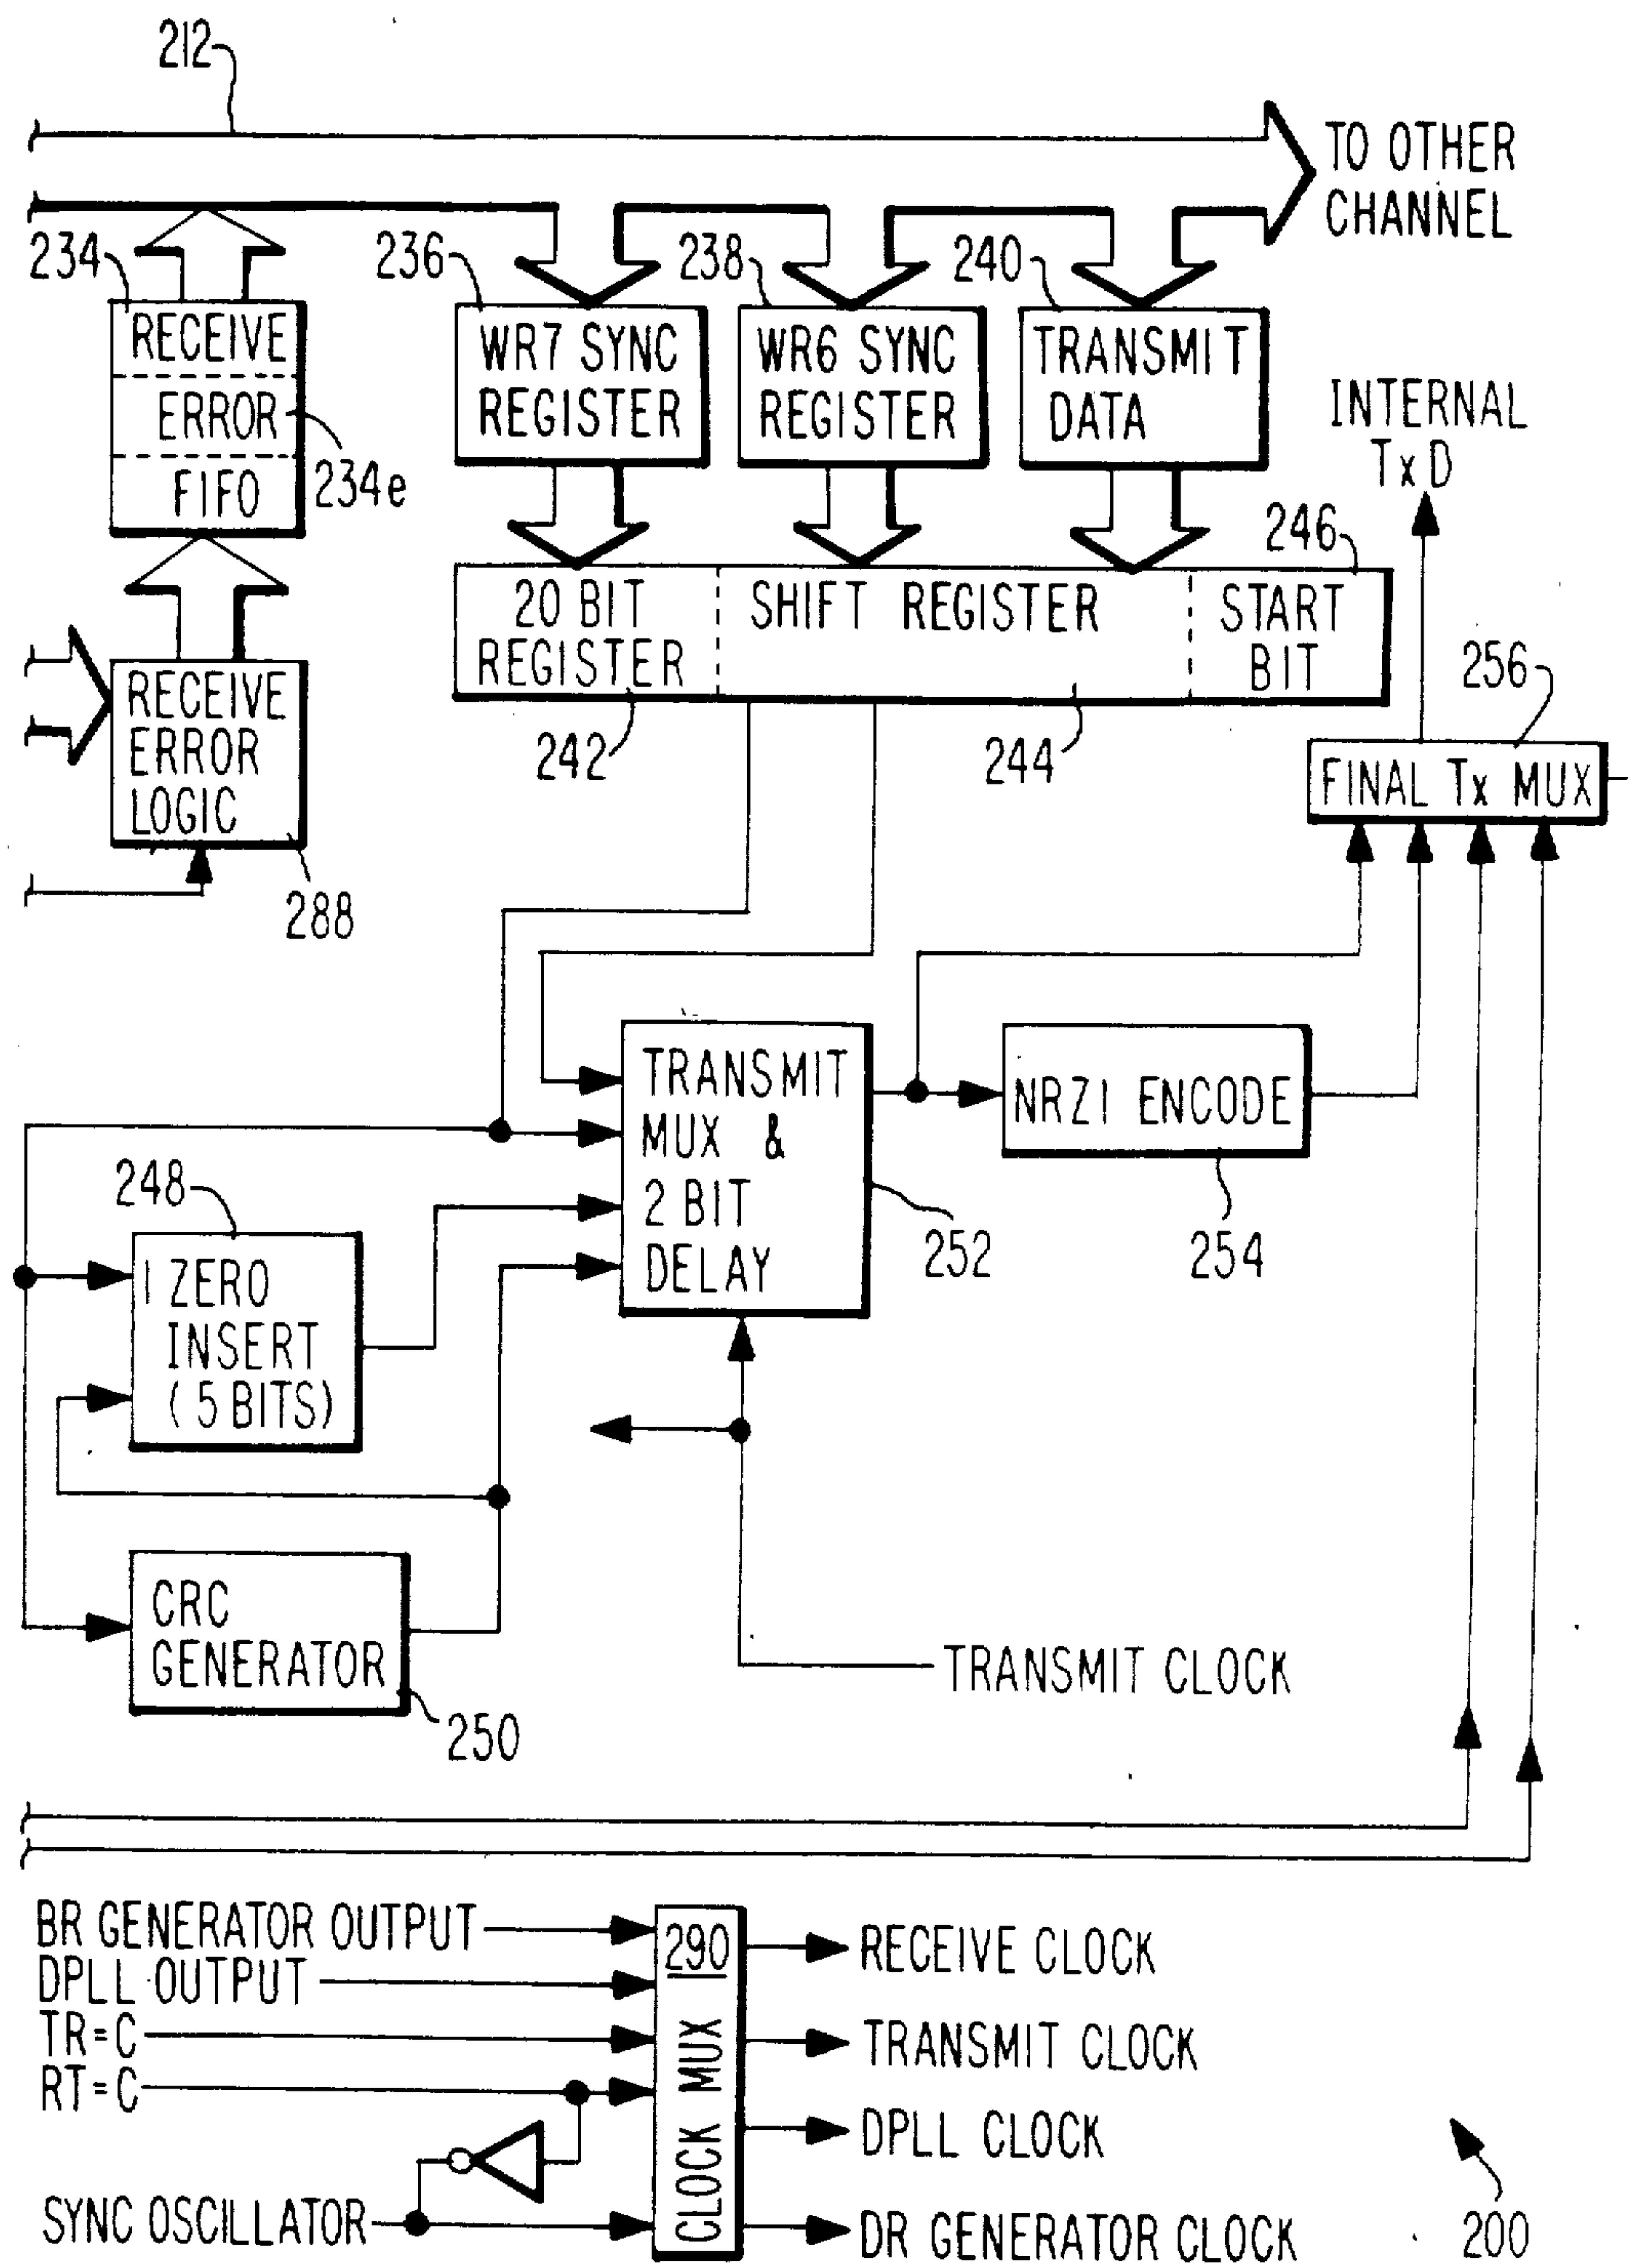 212
TO OTHER
CHANNEL
234
236
238
240
RECEIVE
ERROR
FIFO
234e
WR7 SYNC
REGISTER
WR6 SYNC
REGISTER
TRANSMIT
DATA
INTERNAL
TxD
246
20 BIT
REGISTER
SHIFT REGISTER
START
BIT
242
244
256
RECEIVE
ERROR
LOGIC
288
FINAL Tx MUX
TRANSMIT
MUX &
2 BIT
DELAY
252
NRZ1 ENCODE
254
248
1 ZERO
INSERT
(5 BITS)
CRC
GENERATOR
250
TRANSMIT CLOCK
BR GENERATOR OUTPUT
DPLL OUTPUT
TR=C
RT=C
SYNC OSCILLATOR
290
CLOCK MUX
RECEIVE CLOCK
TRANSMIT CLOCK
DPLL CLOCK
DR GENERATOR CLOCK
200